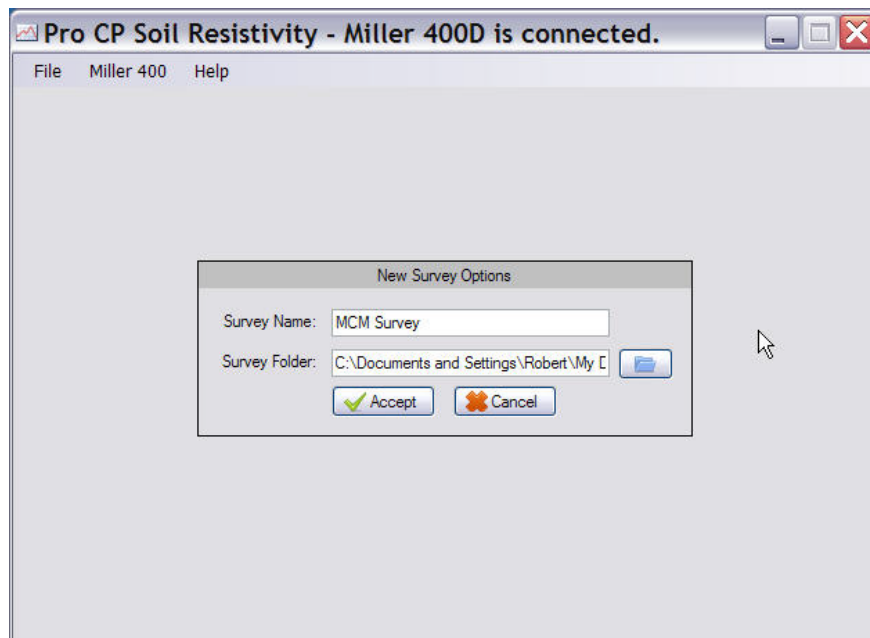 Pro CP Soil Resistivity - Miller 400D is connected.
File Miller 400 Help
New Survey Options
Survey Name: MCM Survey
Survey Folder: C:\Documents and Settings\Robert\My D
Accept Cancel